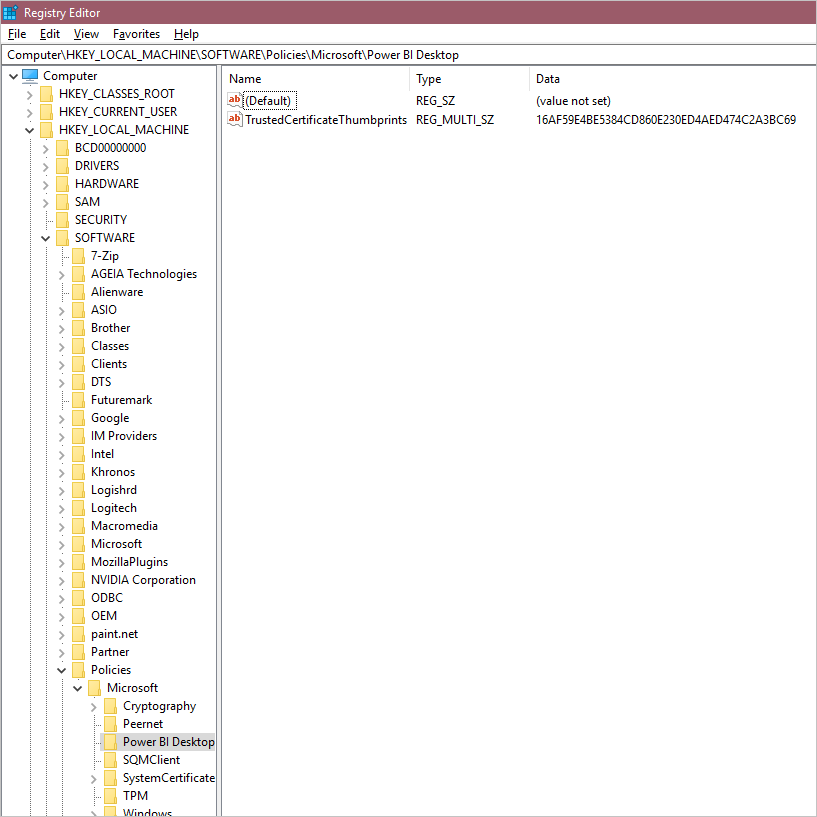 Registry Editor
File Edit View Favorites Help
Computer\HKEY_LOCAL_MACHINE\SOFTWARE\Policies\Microsoft\Power BI Desktop
Computer
HKEY_CLASSES_ROOT
HKEY_CURRENT_USER
HKEY_LOCAL_MACHINE
BCD00000000
DRIVERS
HARDWARE
SAM
SECURITY
SOFTWARE
7-Zip
AGEIA Technologies
Alienware
ASIO
Brother
Classes
Clients
DTS
Futuremark
Google
IM Providers
Intel
Khronos
Logishrd
Logitech
Macromedia
Microsoft
MozillaPlugins
NVIDIA Corporation
ODBC
OEM
paint.net
Partner
Policies
Microsoft
Cryptography
Peernet
Power BI Desktop
SQMClient
SystemCertificate
TPM
Windows
Name Type Data
ab (Default) REG_SZ (value not set)
ab TrustedCertificateThumbprints REG_MULTI_SZ 16AF59E4BE5384CD860E230ED4AED474C2A3BC69